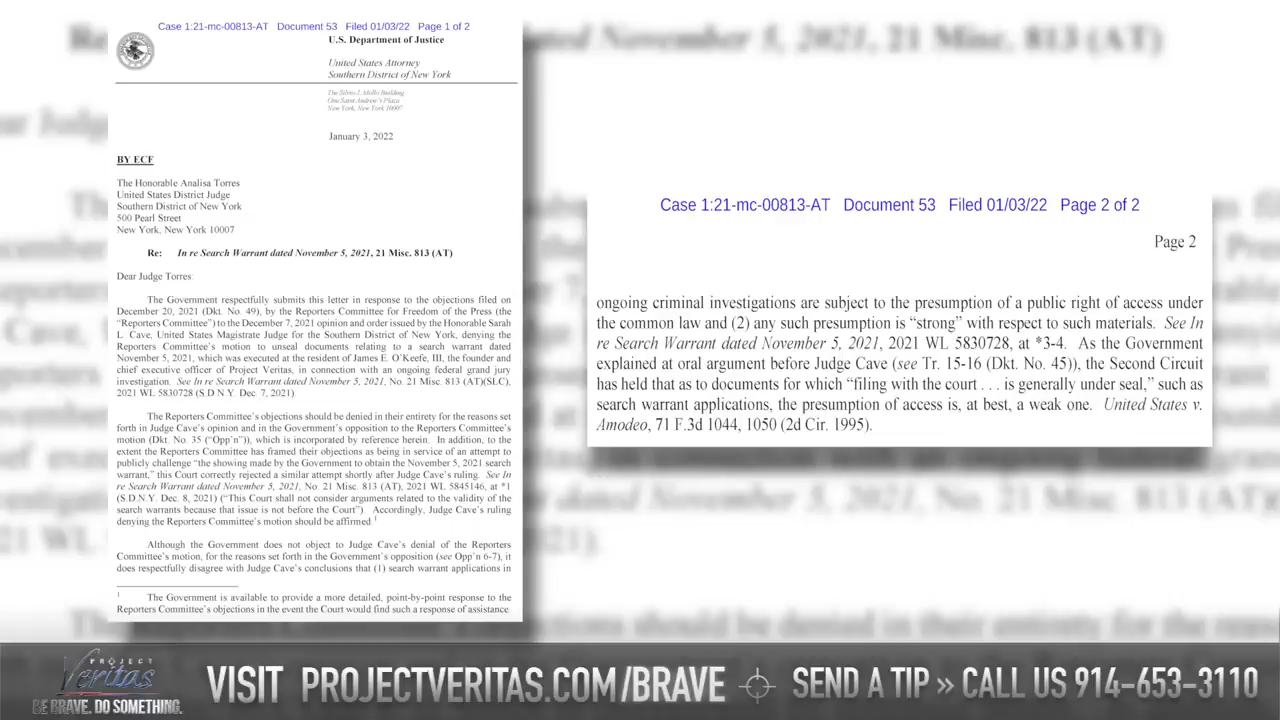 Case 1:21-mc-00813-AT Document 53 Filed 01/03/22 Page 1 of 2
U.S. Department of Justice
United States Attorney
Southern District of New York
The Silvio J. Mollo Building
One Saint Andrew's Plaza
New York, New York 10007
January 3, 2022
BY ECF
The Honorable Analisa Torres
United States District Judge
Southern District of New York
500 Pearl Street
New York, New York 10007
Re: In re Search Warrant dated November 5, 2021, 21 Misc. 813 (AT)
Dear Judge Torres:
The Government respectfully submits this letter in response to the objections filed on
December 20, 2021 (Dkt. No. 49), by the Reporters Committee for Freedom of the Press (the
"Reporters Committee") to the December 7, 2021 opinion and order issued by the Honorable Sarah
L. Cave, United States Magistrate Judge for the Southern District of New York, denying the
Reporters Committee's motion to unseal documents relating to a search warrant dated
November 5, 2021, which was executed at the resident of James E. O'Keefe, III, the founder and
chief executive officer of Project Veritas, in connection with an ongoing federal grand jury
investigation. See In re Search Warrant dated November 5, 2021, No. 21 Misc. 813 (AT)(SLC),
2021 WL 5830728 (S.D.N.Y. Dec. 7, 2021).
The Reporters Committee's objections should be denied in their entirety for the reasons set
forth in Judge Cave's opinion and in the Government's opposition to the Reporters Committee's
motion (Dkt. No. 35 ("Opp'n")), which is incorporated by reference herein. In addition, to the
extent the Reporters Committee has framed their objections as being in service of an attempt to
publicly challenge "the showing made by the Government to obtain the November 5, 2021 search
warrant," this Court correctly rejected a similar attempt shortly after Judge Cave's ruling. See In
re Search Warrant dated November 5, 2021, No. 21 Misc. 813 (AT), 2021 WL 5845146, at *1
(S.D.N.Y. Dec. 8, 2021) ("This Court shall not consider arguments related to the validity of the
search warrants because that issue is not before the Court"). Accordingly, Judge Cave's ruling
denying the Reporters Committee's motion should be affirmed.1
Although the Government does not object to Judge Cave's denial of the Reporters
Committee's motion, for the reasons set forth in the Government's opposition (see Opp'n 6-7), it
does respectfully disagree with Judge Cave's conclusions that (1) search warrant applications in
1 The Government is available to provide a more detailed, point-by-point response to the
Reporters Committee's objections in the event the Court would find such a response of assistance.
Case 1:21-mc-00813-AT Document 53 Filed 01/03/22 Page 2 of 2
Page 2
ongoing criminal investigations are subject to the presumption of a public right of access under
the common law and (2) any such presumption is "strong" with respect to such materials. See In
re Search Warrant dated November 5, 2021, 2021 WL 5830728, at *3-4. As the Government
explained at oral argument before Judge Cave (see Tr. 15-16 (Dkt. No. 45)), the Second Circuit
has held that as to documents for which "filing with the court . . . is generally under seal," such as
search warrant applications, the presumption of access is, at best, a weak one. United States v.
Amodeo, 71 F.3d 1044, 1050 (2d Cir. 1995).
PROJECT
Veritas
BE BRAVE. DO SOMETHING.
VISIT PROJECTVERITAS.COM/BRAVE SEND A TIP » CALL US 914-653-3110